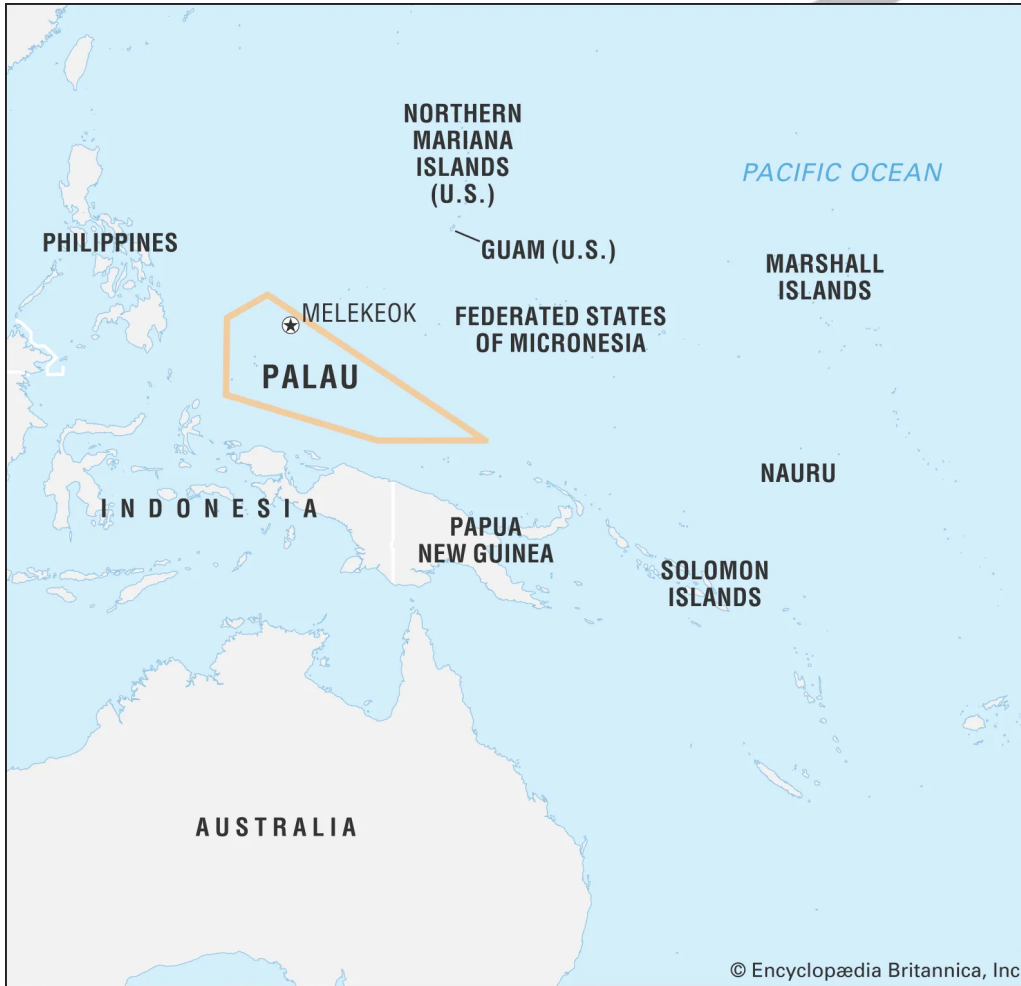 NORTHERN
MARIANA
ISLANDS
(U.S.)
PACIFIC OCEAN
PHILIPPINES
GUAM (U.S.)
MARSHALL
ISLANDS
MELEKEOK
FEDERATED STATES
OF MICRONESIA
PALAU
NAURU
INDONESIA
PAPUA
NEW GUINEA
SOLOMON
ISLANDS
AUSTRALIA
© Encyclopædia Britannica, Inc